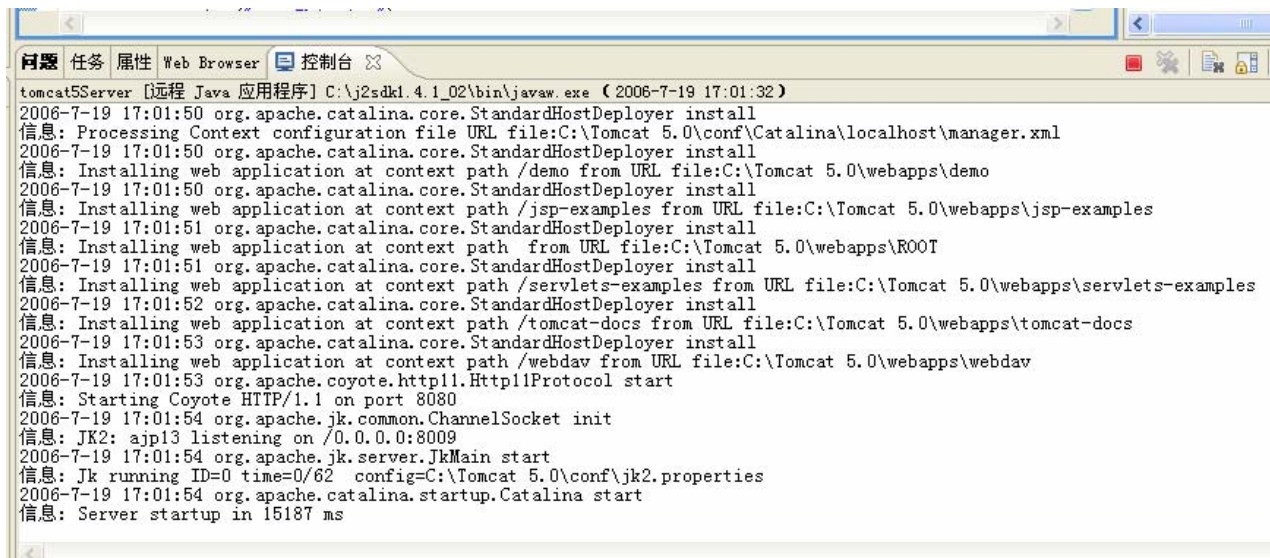 问题 任务 属性 Web Browser 控制台
tomcat5Server [远程 Java 应用程序] C:\j2sdk1.4.1_02\bin\javaw.exe (2006-7-19 17:01:32)
2006-7-19 17:01:50 org.apache.catalina.core.StandardHostDeployer install
信息: Processing Context configuration file URL file:C:\Tomcat 5.0\conf\Catalina\localhost\manager.xml
2006-7-19 17:01:50 org.apache.catalina.core.StandardHostDeployer install
信息: Installing web application at context path /demo from URL file:C:\Tomcat 5.0\webapps\demo
2006-7-19 17:01:50 org.apache.catalina.core.StandardHostDeployer install
信息: Installing web application at context path /jsp-examples from URL file:C:\Tomcat 5.0\webapps\jsp-examples
2006-7-19 17:01:51 org.apache.catalina.core.StandardHostDeployer install
信息: Installing web application at context path  from URL file:C:\Tomcat 5.0\webapps\ROOT
2006-7-19 17:01:51 org.apache.catalina.core.StandardHostDeployer install
信息: Installing web application at context path /servlets-examples from URL file:C:\Tomcat 5.0\webapps\servlets-examples
2006-7-19 17:01:52 org.apache.catalina.core.StandardHostDeployer install
信息: Installing web application at context path /tomcat-docs from URL file:C:\Tomcat 5.0\webapps\tomcat-docs
2006-7-19 17:01:53 org.apache.catalina.core.StandardHostDeployer install
信息: Installing web application at context path /webdav from URL file:C:\Tomcat 5.0\webapps\webdav
2006-7-19 17:01:53 org.apache.coyote.http11.Http11Protocol start
信息: Starting Coyote HTTP/1.1 on port 8080
2006-7-19 17:01:54 org.apache.jk.common.ChannelSocket init
信息: JK2: ajp13 listening on /0.0.0.0:8009
2006-7-19 17:01:54 org.apache.jk.server.JkMain start
信息: Jk running ID=0 time=0/62  config=C:\Tomcat 5.0\conf\jk2.properties
2006-7-19 17:01:54 org.apache.catalina.startup.Catalina start
信息: Server startup in 15187 ms